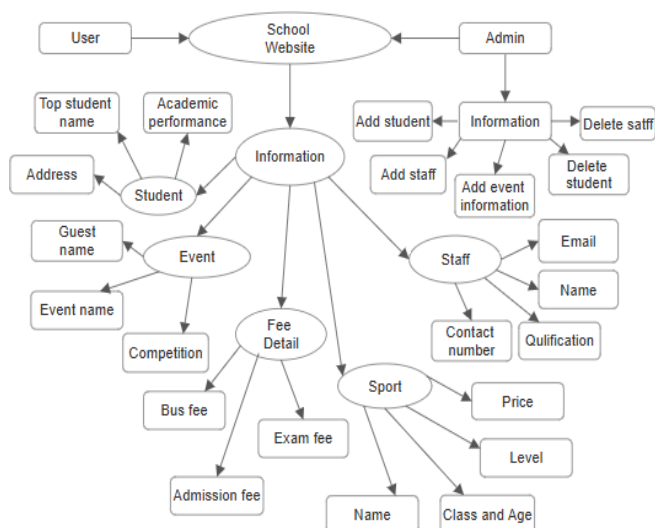 User
School
Website
Admin
Top student
name
Academic
performance
Add student
Information
Delete satff
Information
Address
Student
Add staff
Add event
information
Delete
student
Guest
name
Event
Staff
Email
Event name
Name
Competition
Fee
Detail
Contact
number
Qulification
Bus fee
Exam fee
Sport
Price
Level
Admission fee
Name
Class and Age